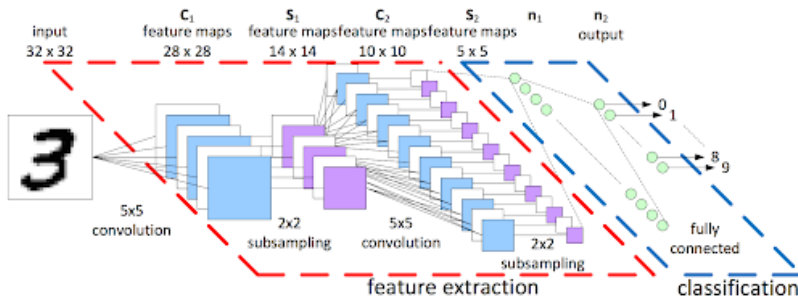 C₁ S₁ C₂ S₂ n₁ n₂
input feature maps feature maps feature maps feature maps output
32 x 32 28 x 28 14 x 14 10 x 10 5 x 5
0
1
8
9
5x5
convolution
2x2
subsampling
5x5
convolution
2x2
subsampling
fully
connected
feature extraction
classification